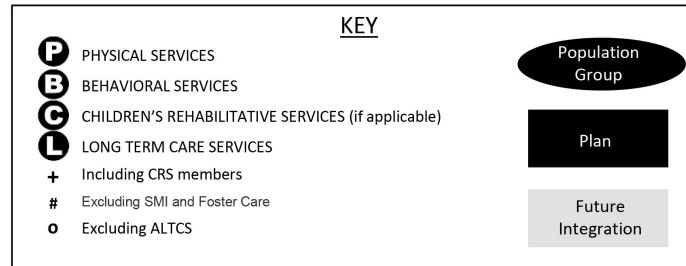 KEY
P PHYSICAL SERVICES
B BEHAVIORAL SERVICES
C CHILDREN'S REHABILITATIVE SERVICES (if applicable)
L LONG TERM CARE SERVICES
+ Including CRS members
# Excluding SMI and Foster Care
o Excluding ALTCS
Population
Group
Plan
Future
Integration